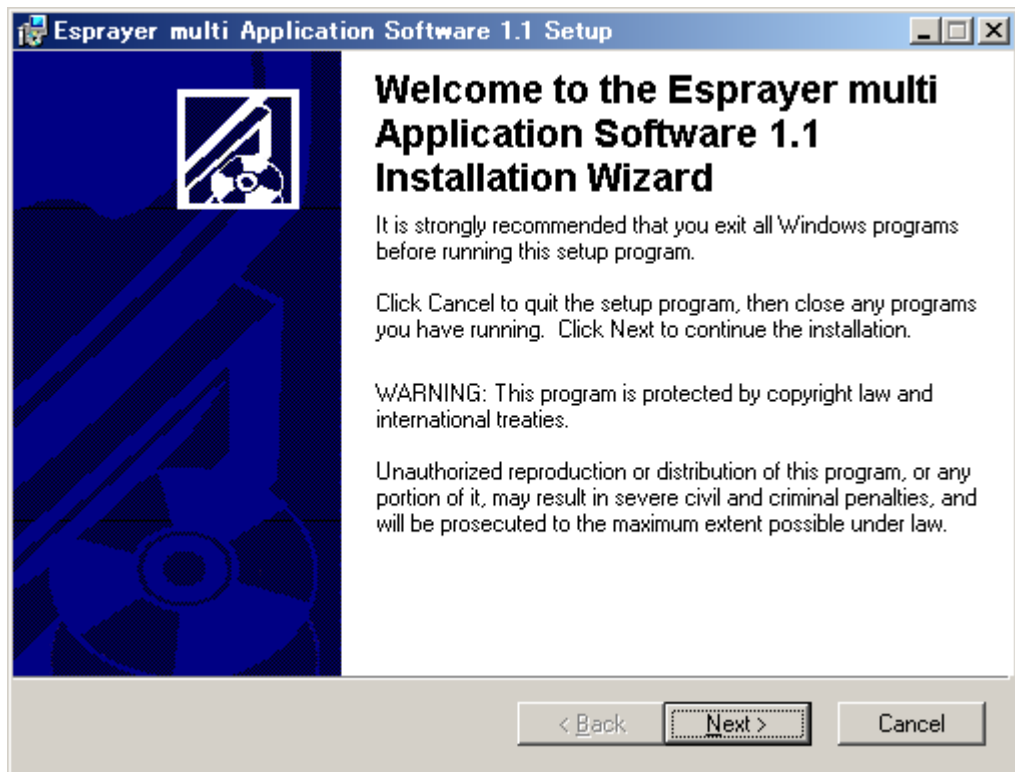 Esprayer multi Application Software 1.1 Setup
Welcome to the Esprayer multi
Application Software 1.1
Installation Wizard
It is strongly recommended that you exit all Windows programs
before running this setup program.
Click Cancel to quit the setup program, then close any programs
you have running.  Click Next to continue the installation.
WARNING: This program is protected by copyright law and
international treaties.
Unauthorized reproduction or distribution of this program, or any
portion of it, may result in severe civil and criminal penalties, and
will be prosecuted to the maximum extent possible under law.
< Back
Next >
Cancel